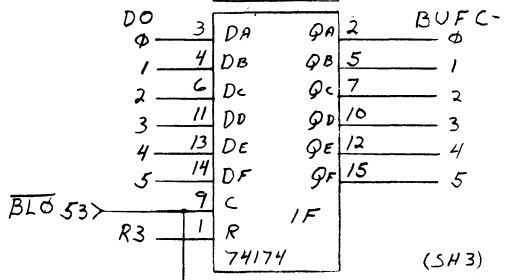 DO BUFC-
0 3 DA QA 2 0
1 4 DB QB 5 1
2 6 DC QC 7 2
3 11 DD QD 10 3
4 13 DE QE 12 4
5 14 DF QF 15 5
BLO 53 9 C 1F
R3 1 R
74174 (SH3)